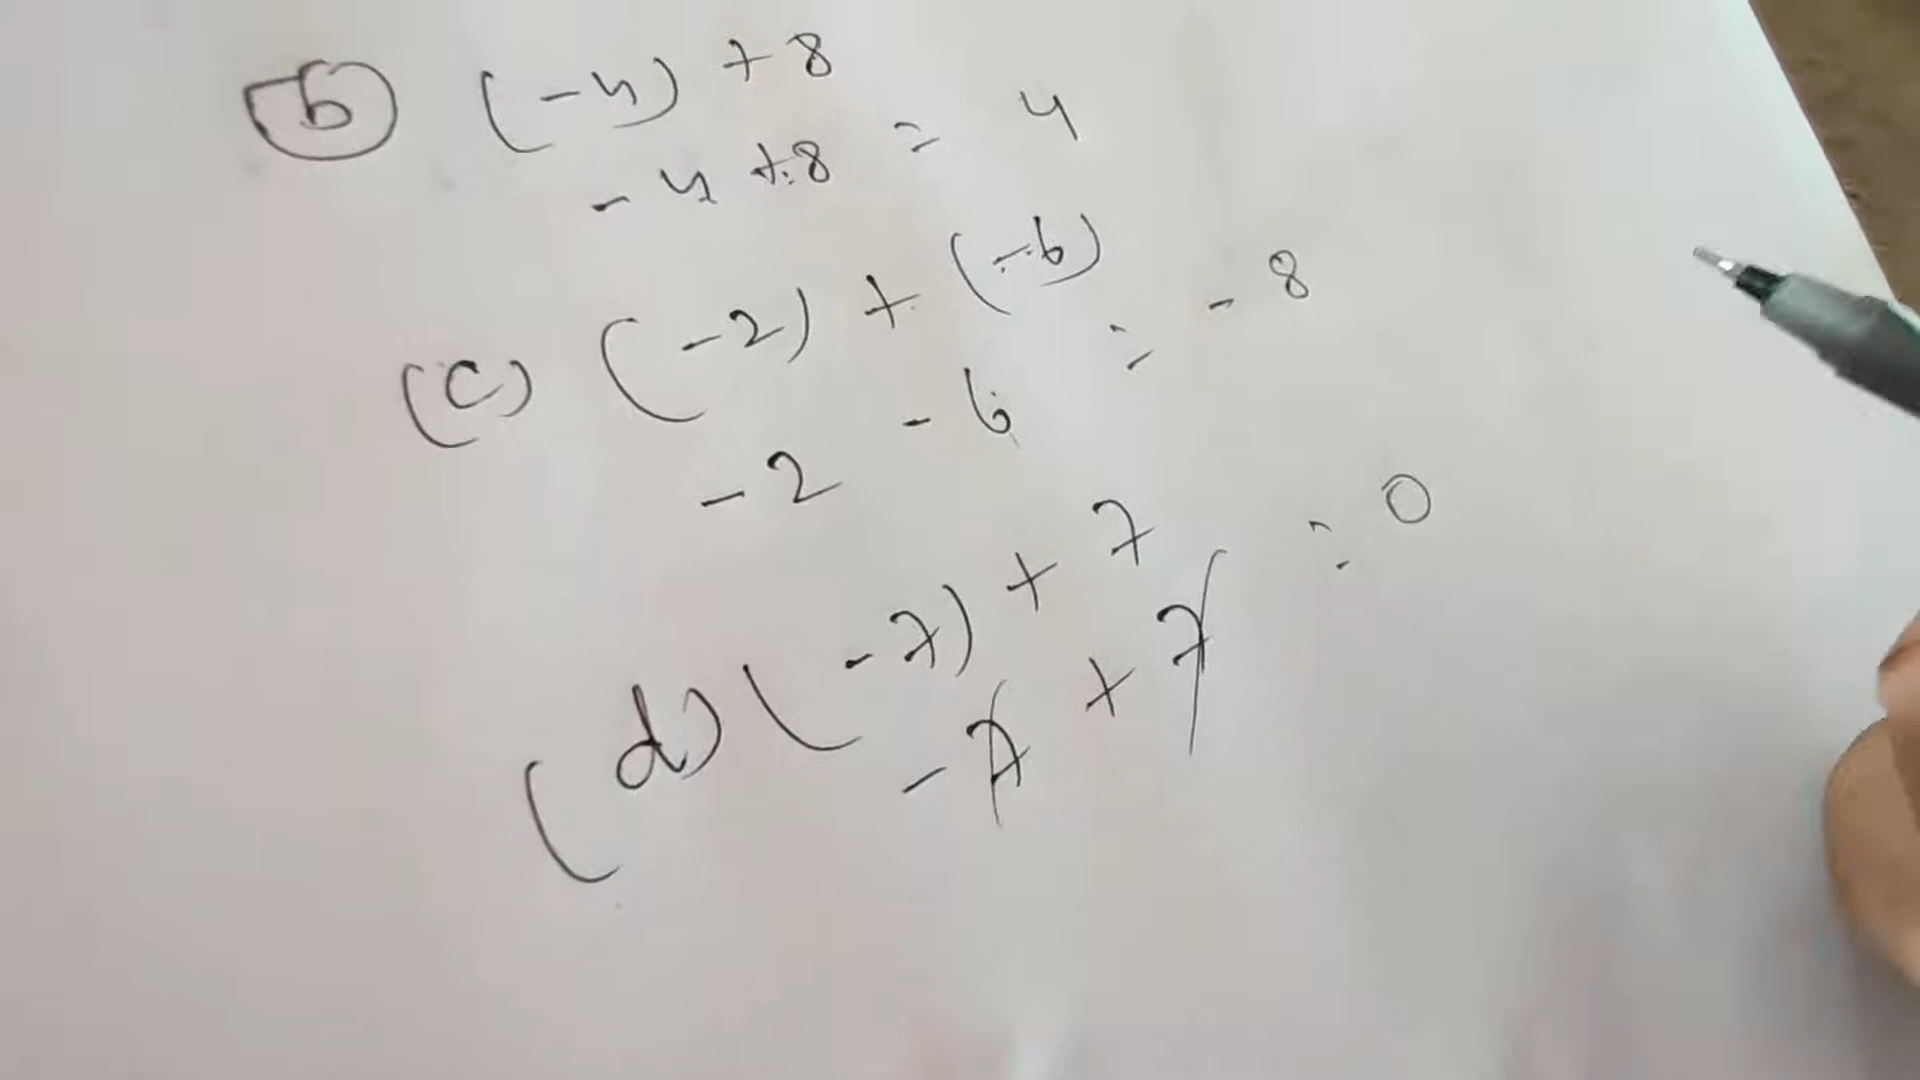 (b) (-4) + 8
-4 + 8 = 4
(c) (-2) + (-6)
-2 - 6 = -8
(d) (-7) + 7
-7 + 7 = 0